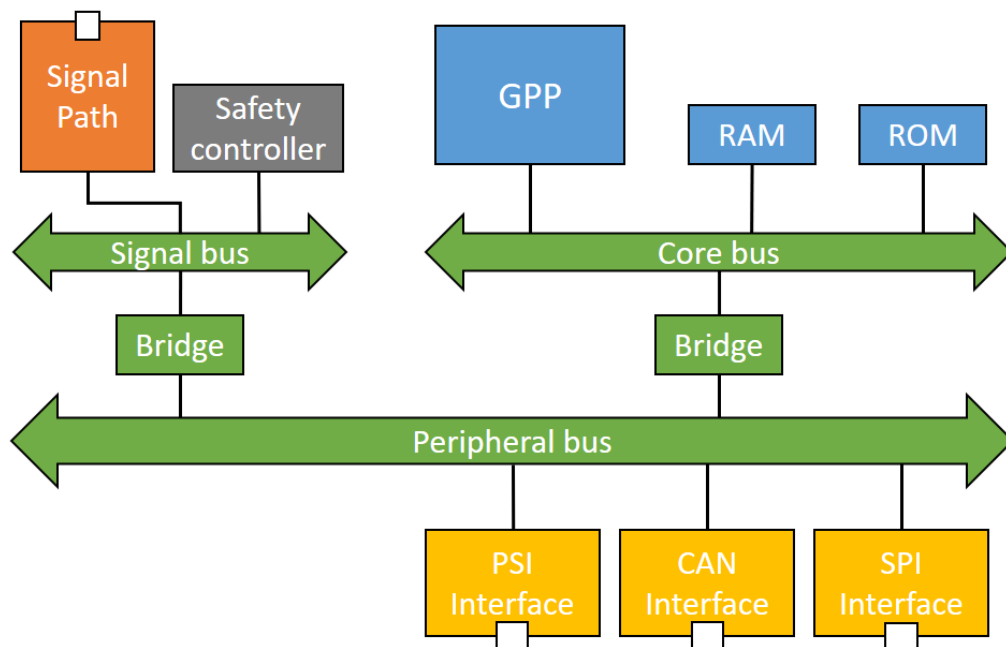 Signal
Path
Safety
controller
GPP
RAM
ROM
Signal bus
Core bus
Bridge
Bridge
Peripheral bus
PSI
Interface
CAN
Interface
SPI
Interface